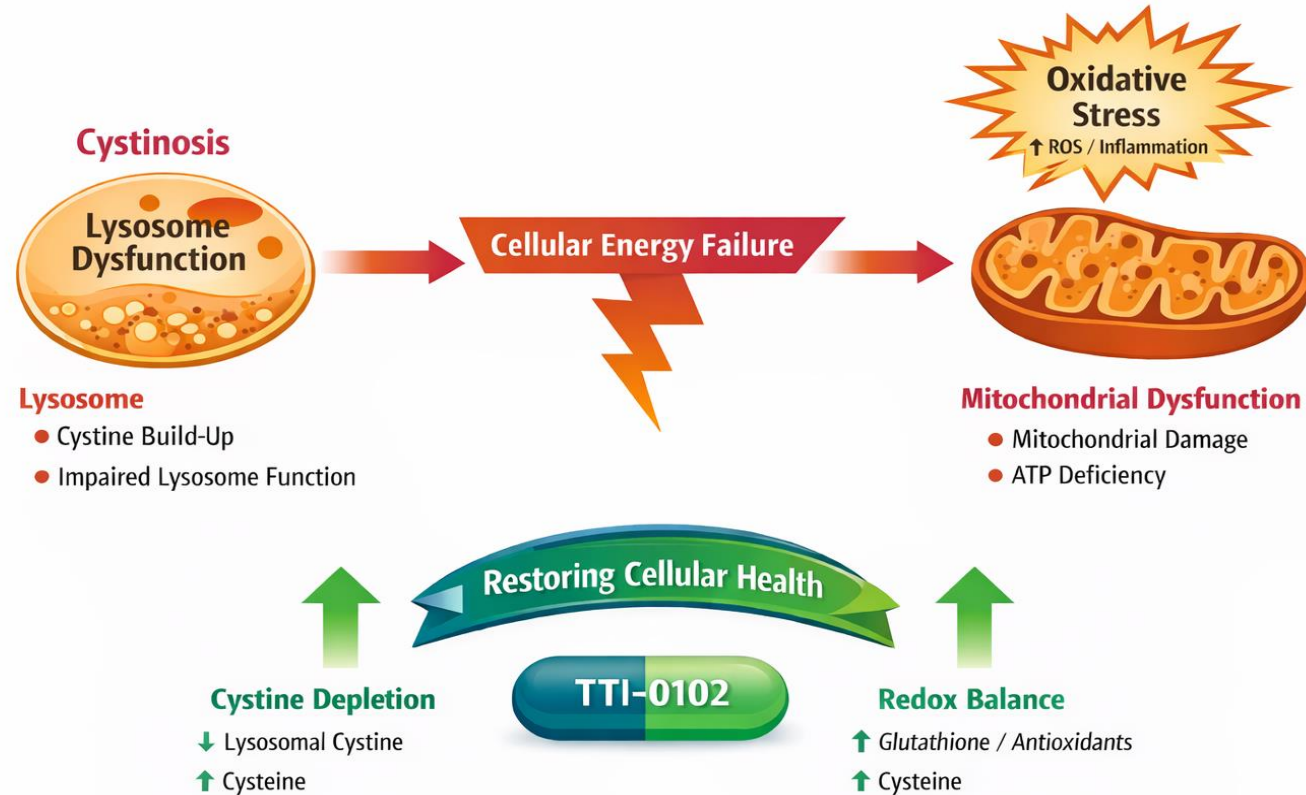 Cystinosis
Lysosome
Dysfunction
Lysosome
● Cystine Build-Up
● Impaired Lysosome Function
Cellular Energy Failure
Oxidative
Stress
↑ ROS / Inflammation
Mitochondrial Dysfunction
● Mitochondrial Damage
● ATP Deficiency
Restoring Cellular Health
TTI-0102
Cystine Depletion
↓ Lysosomal Cystine
↑ Cysteine
Redox Balance
↑ Glutathione / Antioxidants
↑ Cysteine